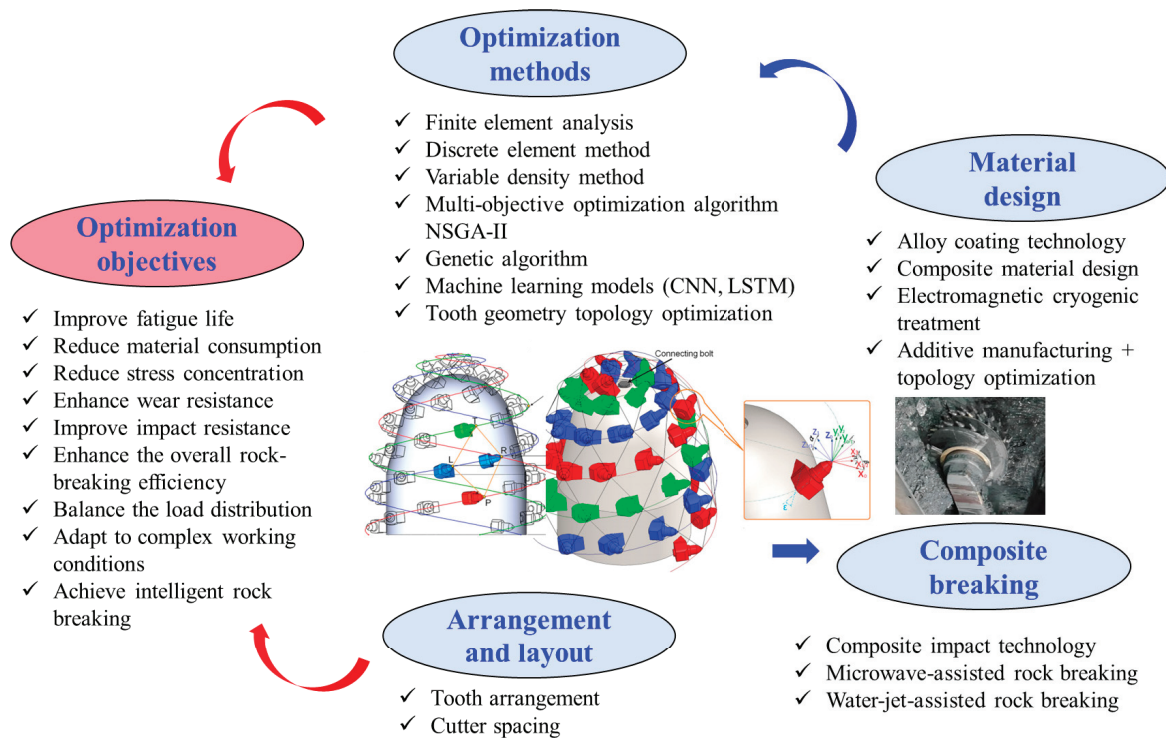 Optimization
methods
✓ Finite element analysis
✓ Discrete element method
✓ Variable density method
✓ Multi-objective optimization algorithm
NSGA-II
✓ Genetic algorithm
✓ Machine learning models (CNN, LSTM)
✓ Tooth geometry topology optimization
Material
design
✓ Alloy coating technology
✓ Composite material design
✓ Electromagnetic cryogenic
treatment
✓ Additive manufacturing +
topology optimization
Optimization
objectives
✓ Improve fatigue life
✓ Reduce material consumption
✓ Reduce stress concentration
✓ Enhance wear resistance
✓ Improve impact resistance
✓ Enhance the overall rock-
breaking efficiency
✓ Balance the load distribution
✓ Adapt to complex working
conditions
✓ Achieve intelligent rock
breaking
Connecting bolt
L
R
P
Arrangement
and layout
✓ Tooth arrangement
✓ Cutter spacing
Composite
breaking
✓ Composite impact technology
✓ Microwave-assisted rock breaking
✓ Water-jet-assisted rock breaking